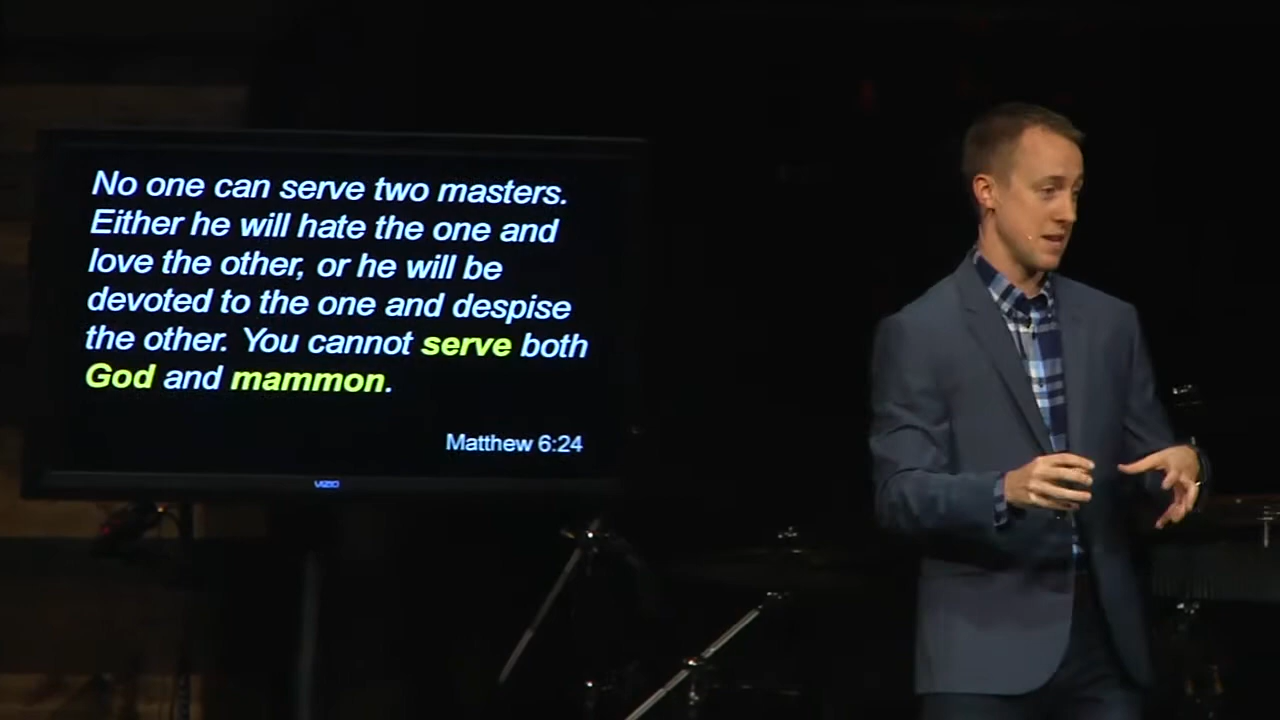 No one can serve two masters.
Either he will hate the one and
love the other, or he will be
devoted to the one and despise
the other. You cannot serve both
God and mammon.
Matthew 6:24
VIZIO